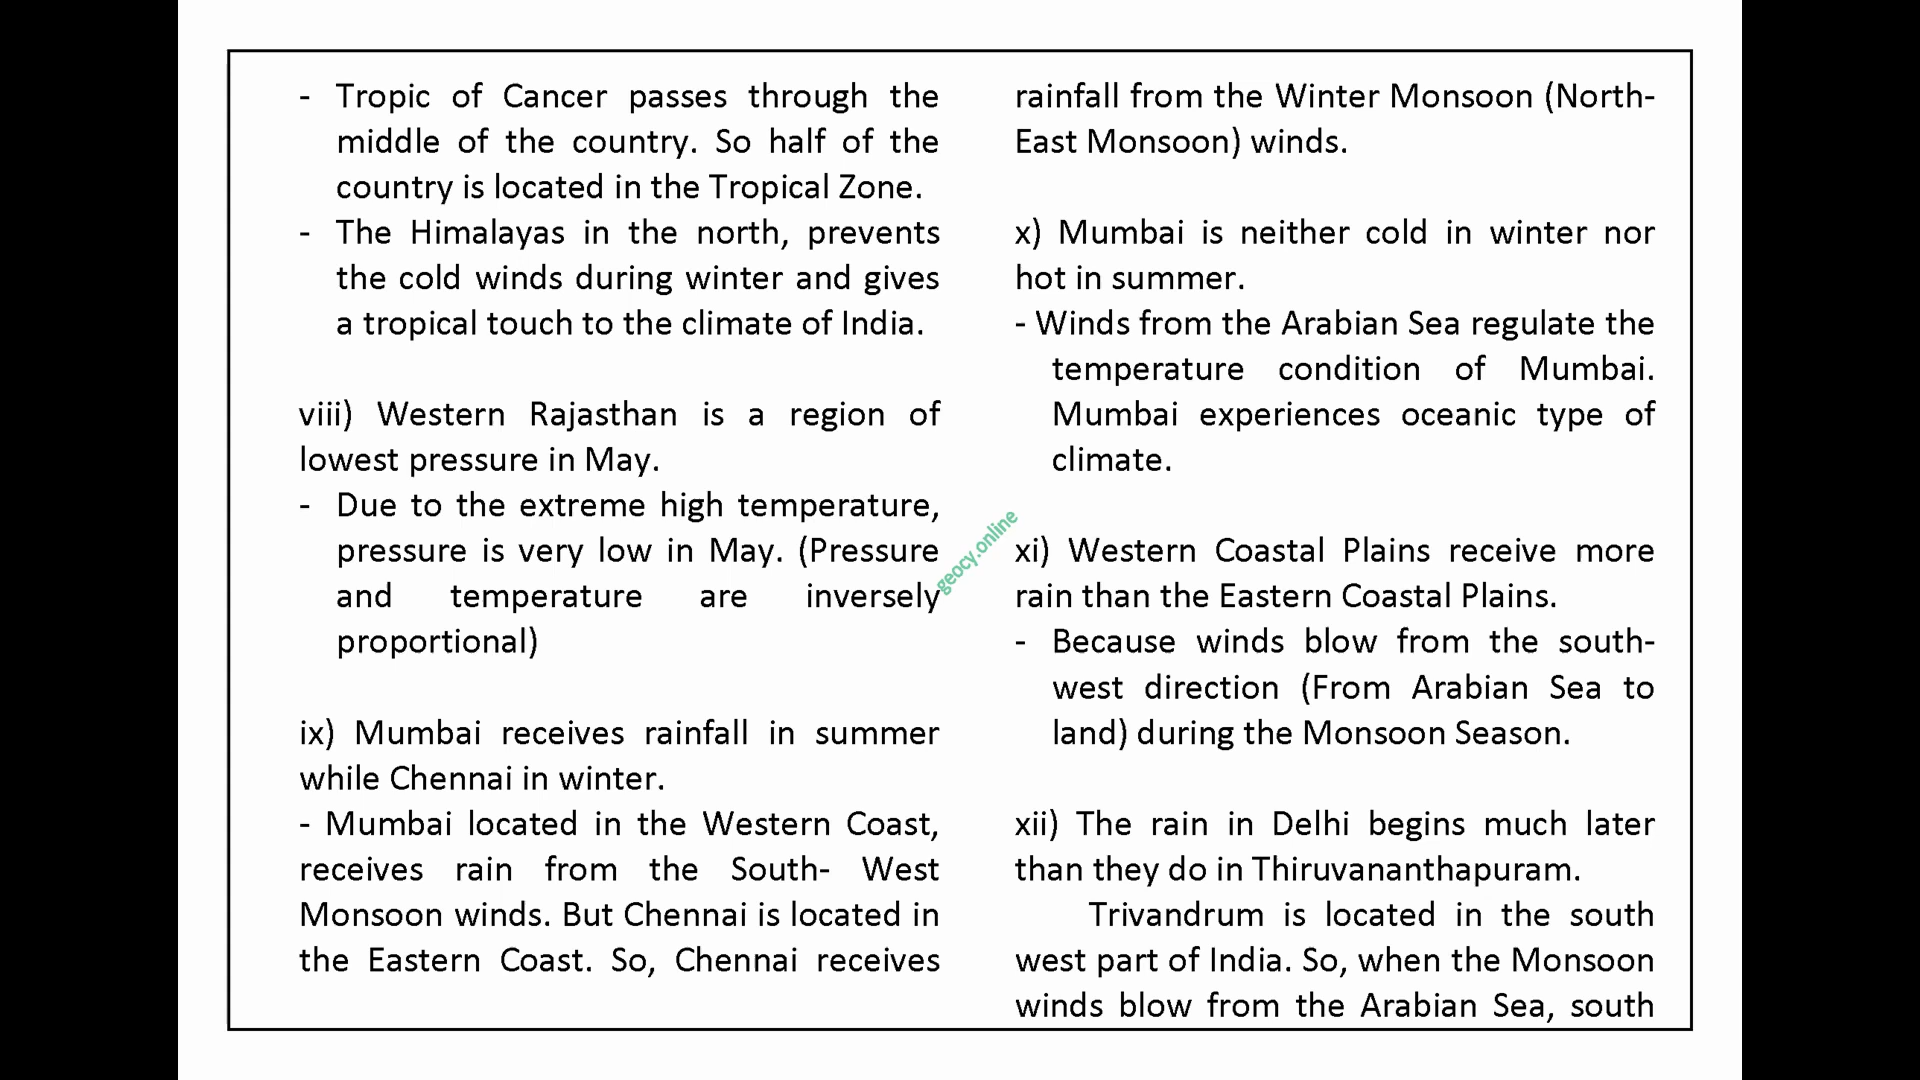 - Tropic of Cancer passes through the
middle of the country. So half of the
country is located in the Tropical Zone.
- The Himalayas in the north, prevents
the cold winds during winter and gives
a tropical touch to the climate of India.
viii) Western Rajasthan is a region of
lowest pressure in May.
- Due to the extreme high temperature,
pressure is very low in May. (Pressure
and temperature are inversely
proportional)
ix) Mumbai receives rainfall in summer
while Chennai in winter.
- Mumbai located in the Western Coast,
receives rain from the South- West
Monsoon winds. But Chennai is located in
the Eastern Coast. So, Chennai receives
geocy.online
rainfall from the Winter Monsoon (North-
East Monsoon) winds.
x) Mumbai is neither cold in winter nor
hot in summer.
- Winds from the Arabian Sea regulate the
temperature condition of Mumbai.
Mumbai experiences oceanic type of
climate.
xi) Western Coastal Plains receive more
rain than the Eastern Coastal Plains.
- Because winds blow from the south-
west direction (From Arabian Sea to
land) during the Monsoon Season.
xii) The rain in Delhi begins much later
than they do in Thiruvananthapuram.
Trivandrum is located in the south
west part of India. So, when the Monsoon
winds blow from the Arabian Sea, south